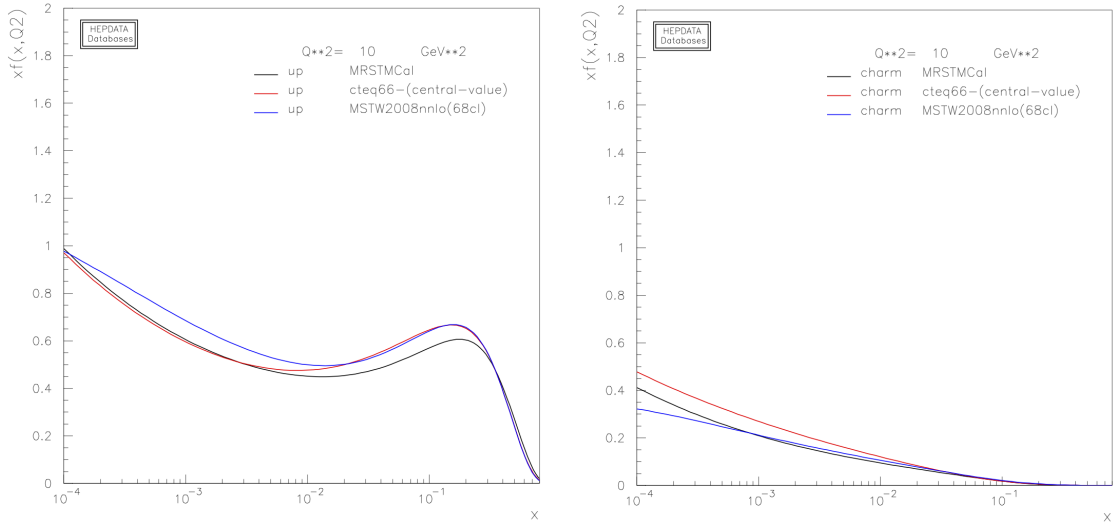 HEPDATA
Databases
Q**2= 10 GeV**2
up MRSTMCal
up cteq66-(central-value)
up MSTW2008nnlo(68cl)
xf(x,Q2)
2
1.8
1.6
1.4
1.2
1
0.8
0.6
0.4
0.2
0
10-4
10-3
10-2
10-1
x
HEPDATA
Databases
Q**2= 10 GeV**2
charm MRSTMCal
charm cteq66-(central-value)
charm MSTW2008nnlo(68cl)
xf(x,Q2)
2
1.8
1.6
1.4
1.2
1
0.8
0.6
0.4
0.2
0
10-4
10-3
10-2
10-1
x